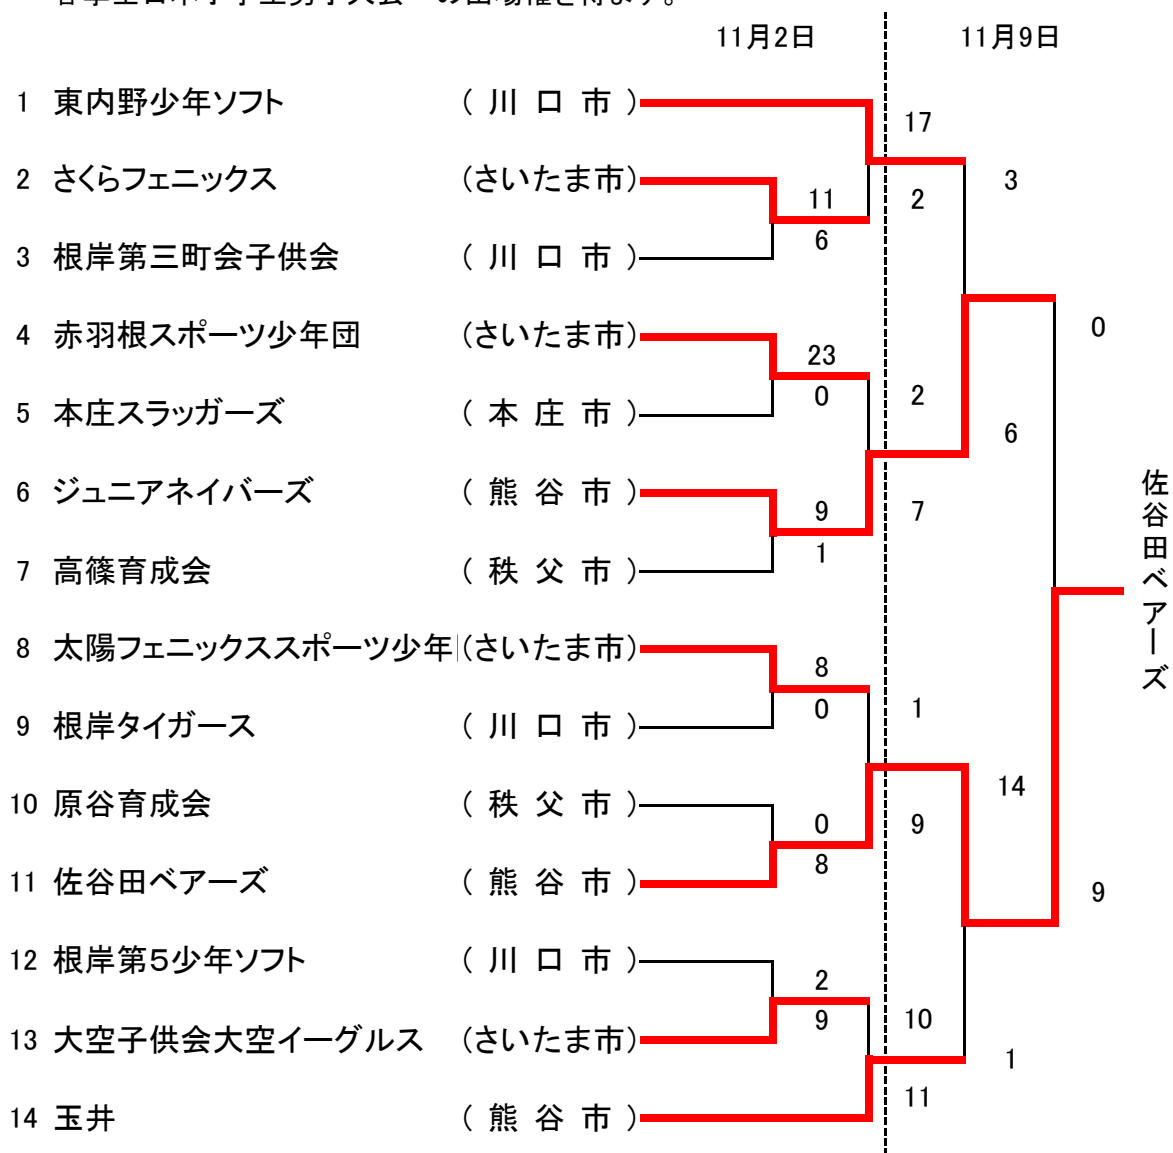 11月2日 11月9日
1 東内野少年ソフト ( 川 口 市 )
17
2 さくらフェニックス (さいたま市)
11 2 3
6
3 根岸第三町会子供会 ( 川 口 市 )
4 赤羽根スポーツ少年団 (さいたま市)
0
23
0 2
5 本庄スラッガーズ ( 本 庄 市 )
6
6 ジュニアネイバーズ ( 熊 谷 市 )
9 7
1
7 高篠育成会 ( 秩 父 市 )
佐谷田ベアーズ
8 太陽フェニックススポーツ少年 (さいたま市)
8
0 1
9 根岸タイガース ( 川 口 市 )
14
10 原谷育成会 ( 秩 父 市 )
0 9
8
11 佐谷田ベアーズ ( 熊 谷 市 )
9
12 根岸第5少年ソフト ( 川 口 市 )
2
9 10
13 大空子供会大空イーグルス (さいたま市)
1
11
14 玉井 ( 熊 谷 市 )